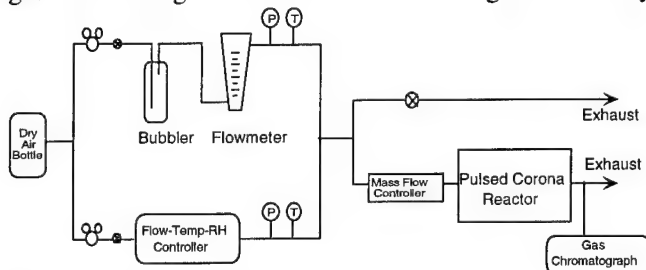 P T
Bubbler Flowmeter
Dry
Air
Bottle
Exhaust
Mass Flow
Controller
Pulsed Corona
Reactor
Exhaust
P T
Flow-Temp-RH
Controller
Gas
Chromatograph